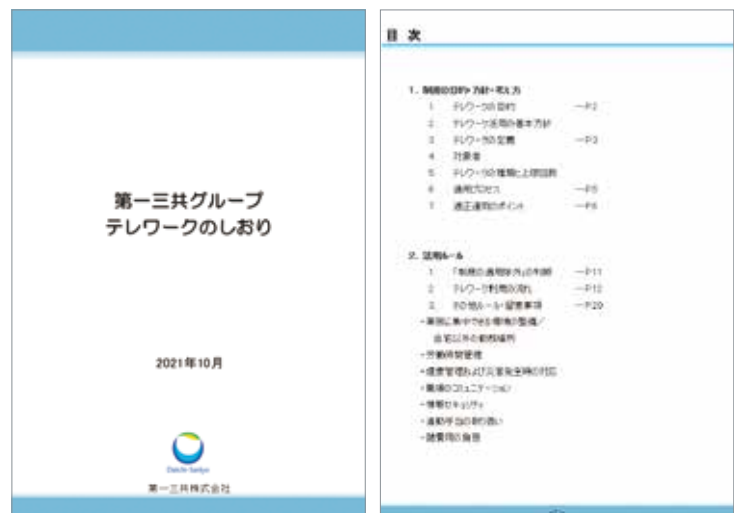 第一三共グループ
テレワークのしおり
2021年10月
Daiichi-Sankyo
第一三共株式会社
目 次
1. 制度の目的・方針・考え方
1 テレワークの目的 —P2
2 テレワーク活用の基本方針
3 テレワークの定義 —P3
4 対象者
5 テレワークの種類と上限回数
6 適用プロセス —P5
7 適正運用のポイント —P6
2. 活用ルール
1 「制度の適用除外」の判断 —P11
2 テレワーク利用の流れ —P12
3 その他ルール・留意事項 —P20
・業務に集中できる環境の整備/
自宅以外の勤務場所
・労働時間管理
・健康管理および災害発生時の対応
・職場のコミュニケーション
・情報セキュリティ
・通勤手当の取り扱い
・諸費用の負担